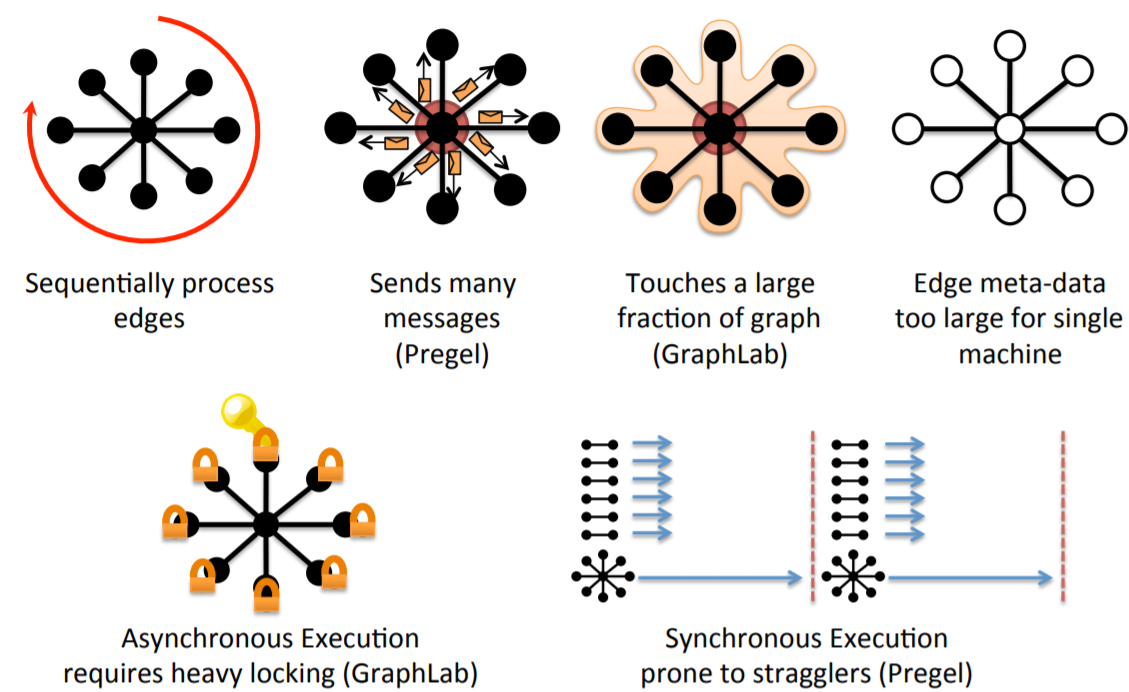 Sequentially process
edges
Sends many
messages
(Pregel)
Touches a large
fraction of graph
(GraphLab)
Edge meta-data
too large for single
machine
Asynchronous Execution
requires heavy locking (GraphLab)
Synchronous Execution
prone to stragglers (Pregel)